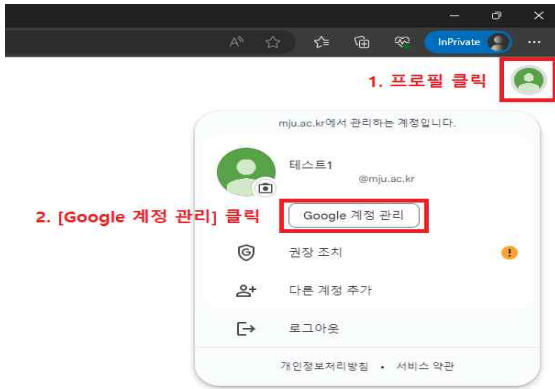 InPrivate
1. 프로필 클릭
mju.ac.kr에서 관리하는 계정입니다.
테스트1
@mju.ac.kr
2. [Google 계정 관리] 클릭
Google 계정 관리
권장 조치
다른 계정 추가
로그아웃
개인정보처리방침 • 서비스 약관